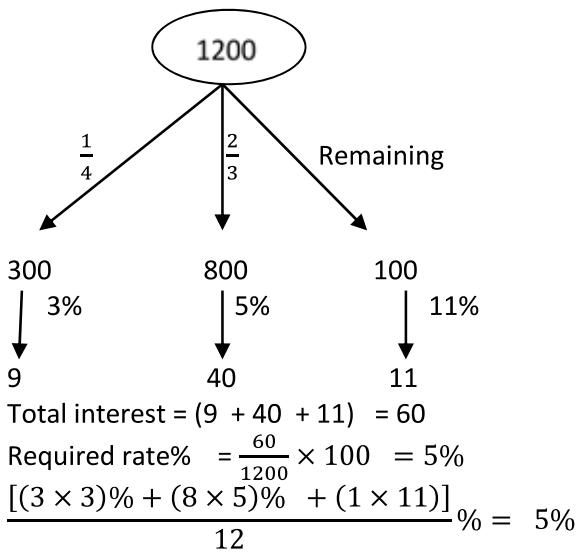 1200
1/4 2/3 Remaining
300 800 100
3% 5% 11%
9 40 11
Total interest = (9 + 40 + 11) = 60
Required rate% = 60/1200 × 100 = 5%
[(3 × 3)% + (8 × 5)% + (1 × 11)]/12 % = 5%